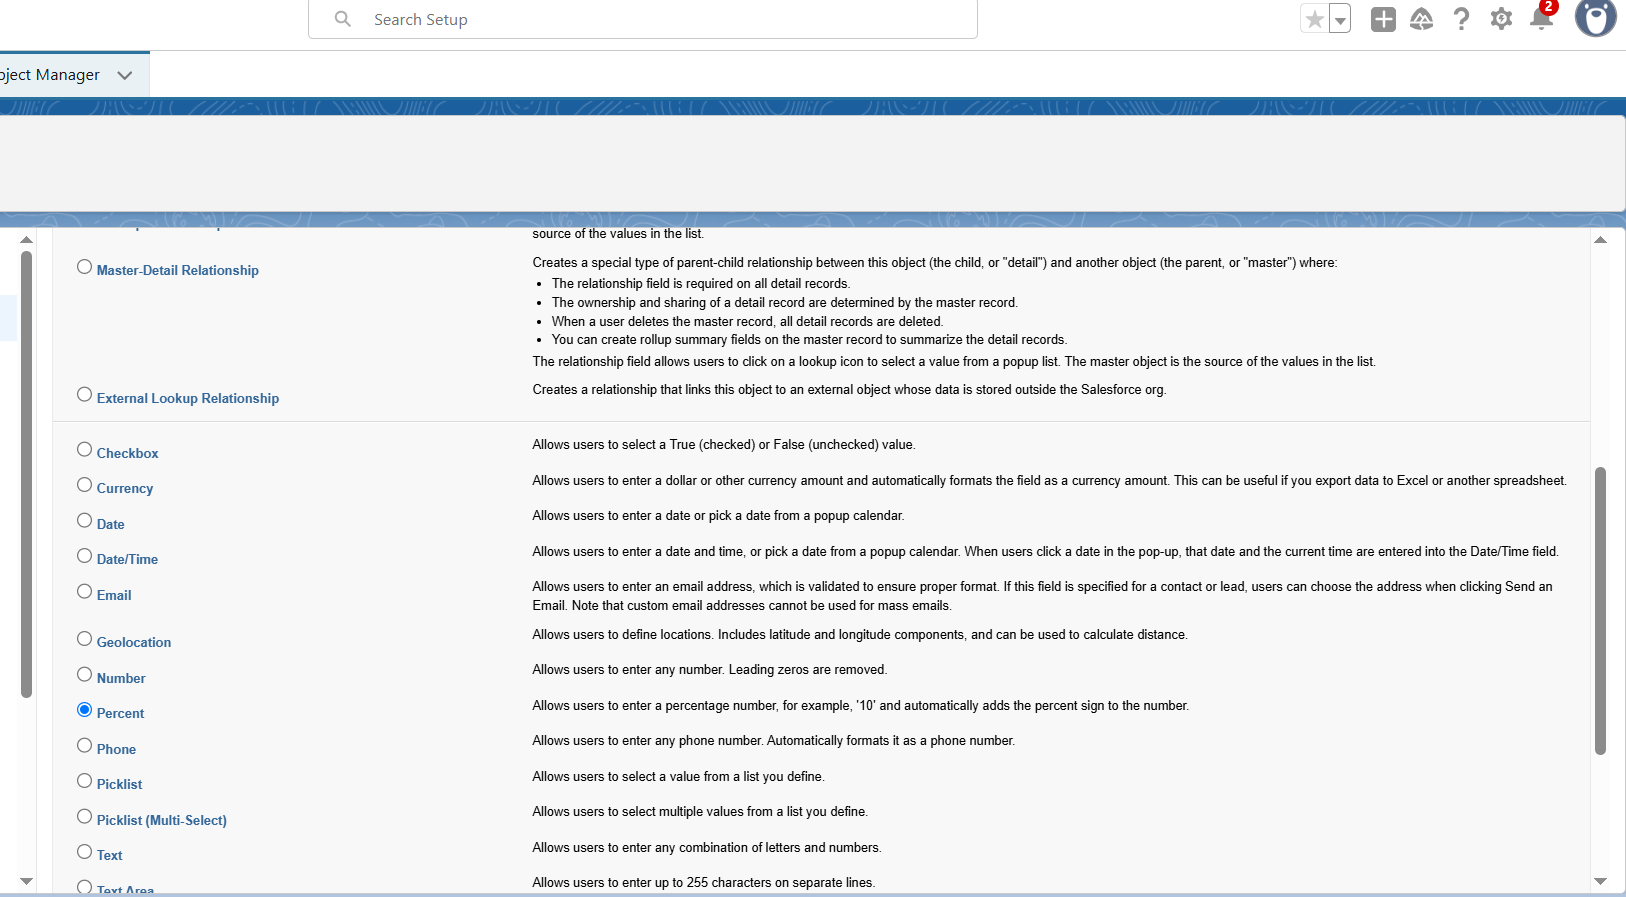 Search Setup
2
bject Manager
source of the values in the list.
Master-Detail Relationship
Creates a special type of parent-child relationship between this object (the child, or "detail") and another object (the parent, or "master") where:
• The relationship field is required on all detail records.
• The ownership and sharing of a detail record are determined by the master record.
• When a user deletes the master record, all detail records are deleted.
• You can create rollup summary fields on the master record to summarize the detail records.
The relationship field allows users to click on a lookup icon to select a value from a popup list. The master object is the source of the values in the list.
External Lookup Relationship
Creates a relationship that links this object to an external object whose data is stored outside the Salesforce org.
Checkbox
Allows users to select a True (checked) or False (unchecked) value.
Currency
Allows users to enter a dollar or other currency amount and automatically formats the field as a currency amount. This can be useful if you export data to Excel or another spreadsheet.
Date
Allows users to enter a date or pick a date from a popup calendar.
Date/Time
Allows users to enter a date and time, or pick a date from a popup calendar. When users click a date in the pop-up, that date and the current time are entered into the Date/Time field.
Email
Allows users to enter an email address, which is validated to ensure proper format. If this field is specified for a contact or lead, users can choose the address when clicking Send an
Email. Note that custom email addresses cannot be used for mass emails.
Geolocation
Allows users to define locations. Includes latitude and longitude components, and can be used to calculate distance.
Number
Allows users to enter any number. Leading zeros are removed.
Percent
Allows users to enter a percentage number, for example, '10' and automatically adds the percent sign to the number.
Phone
Allows users to enter any phone number. Automatically formats it as a phone number.
Picklist
Allows users to select a value from a list you define.
Picklist (Multi-Select)
Allows users to select multiple values from a list you define.
Text
Allows users to enter any combination of letters and numbers.
Text Area
Allows users to enter up to 255 characters on separate lines.